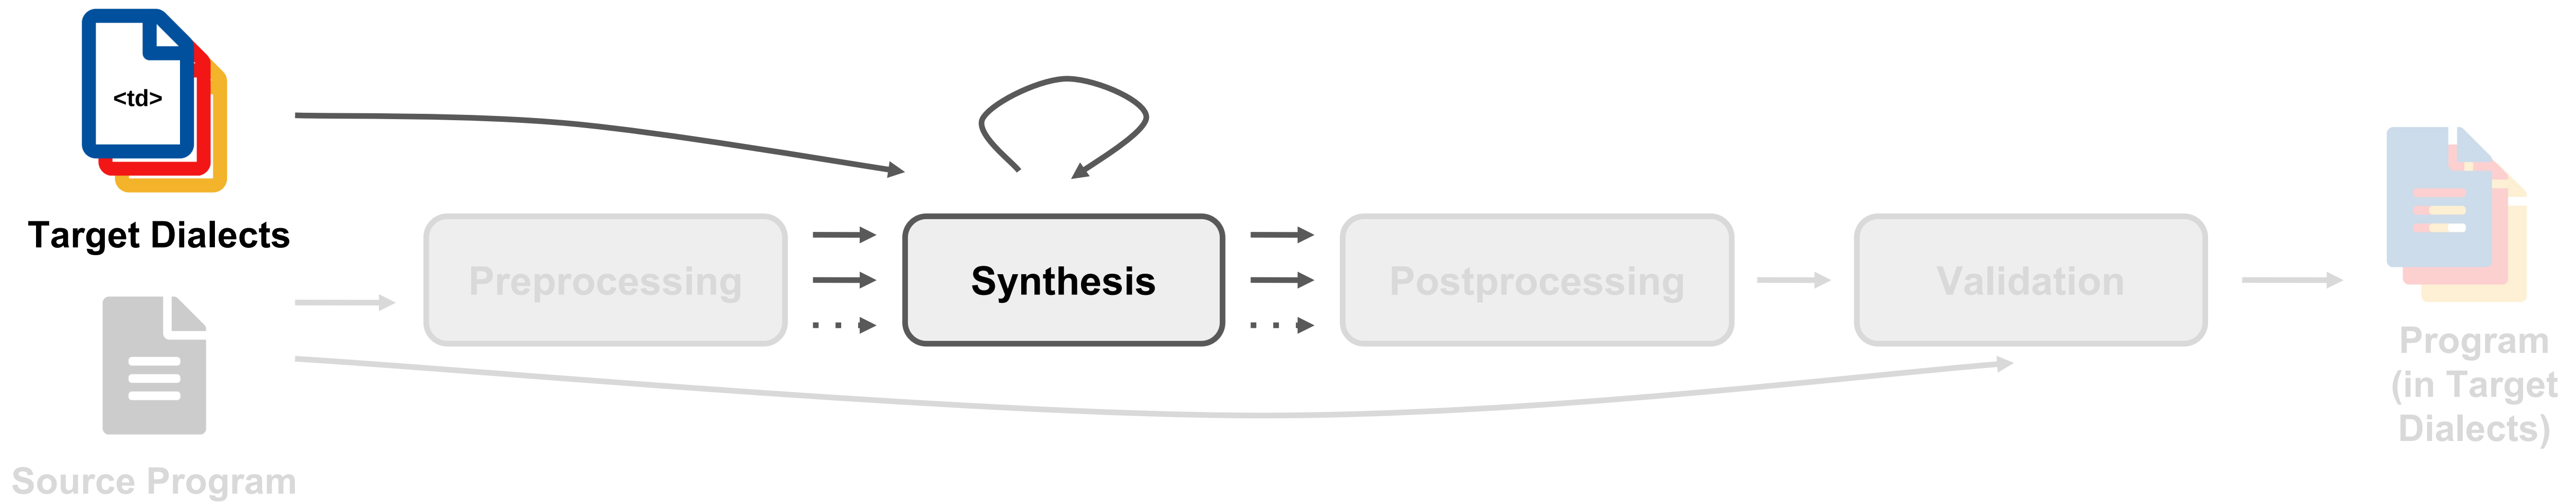 <td>
Target Dialects
Source Program
Preprocessing
Synthesis
Postprocessing
Validation
Program
(in Target
Dialects)